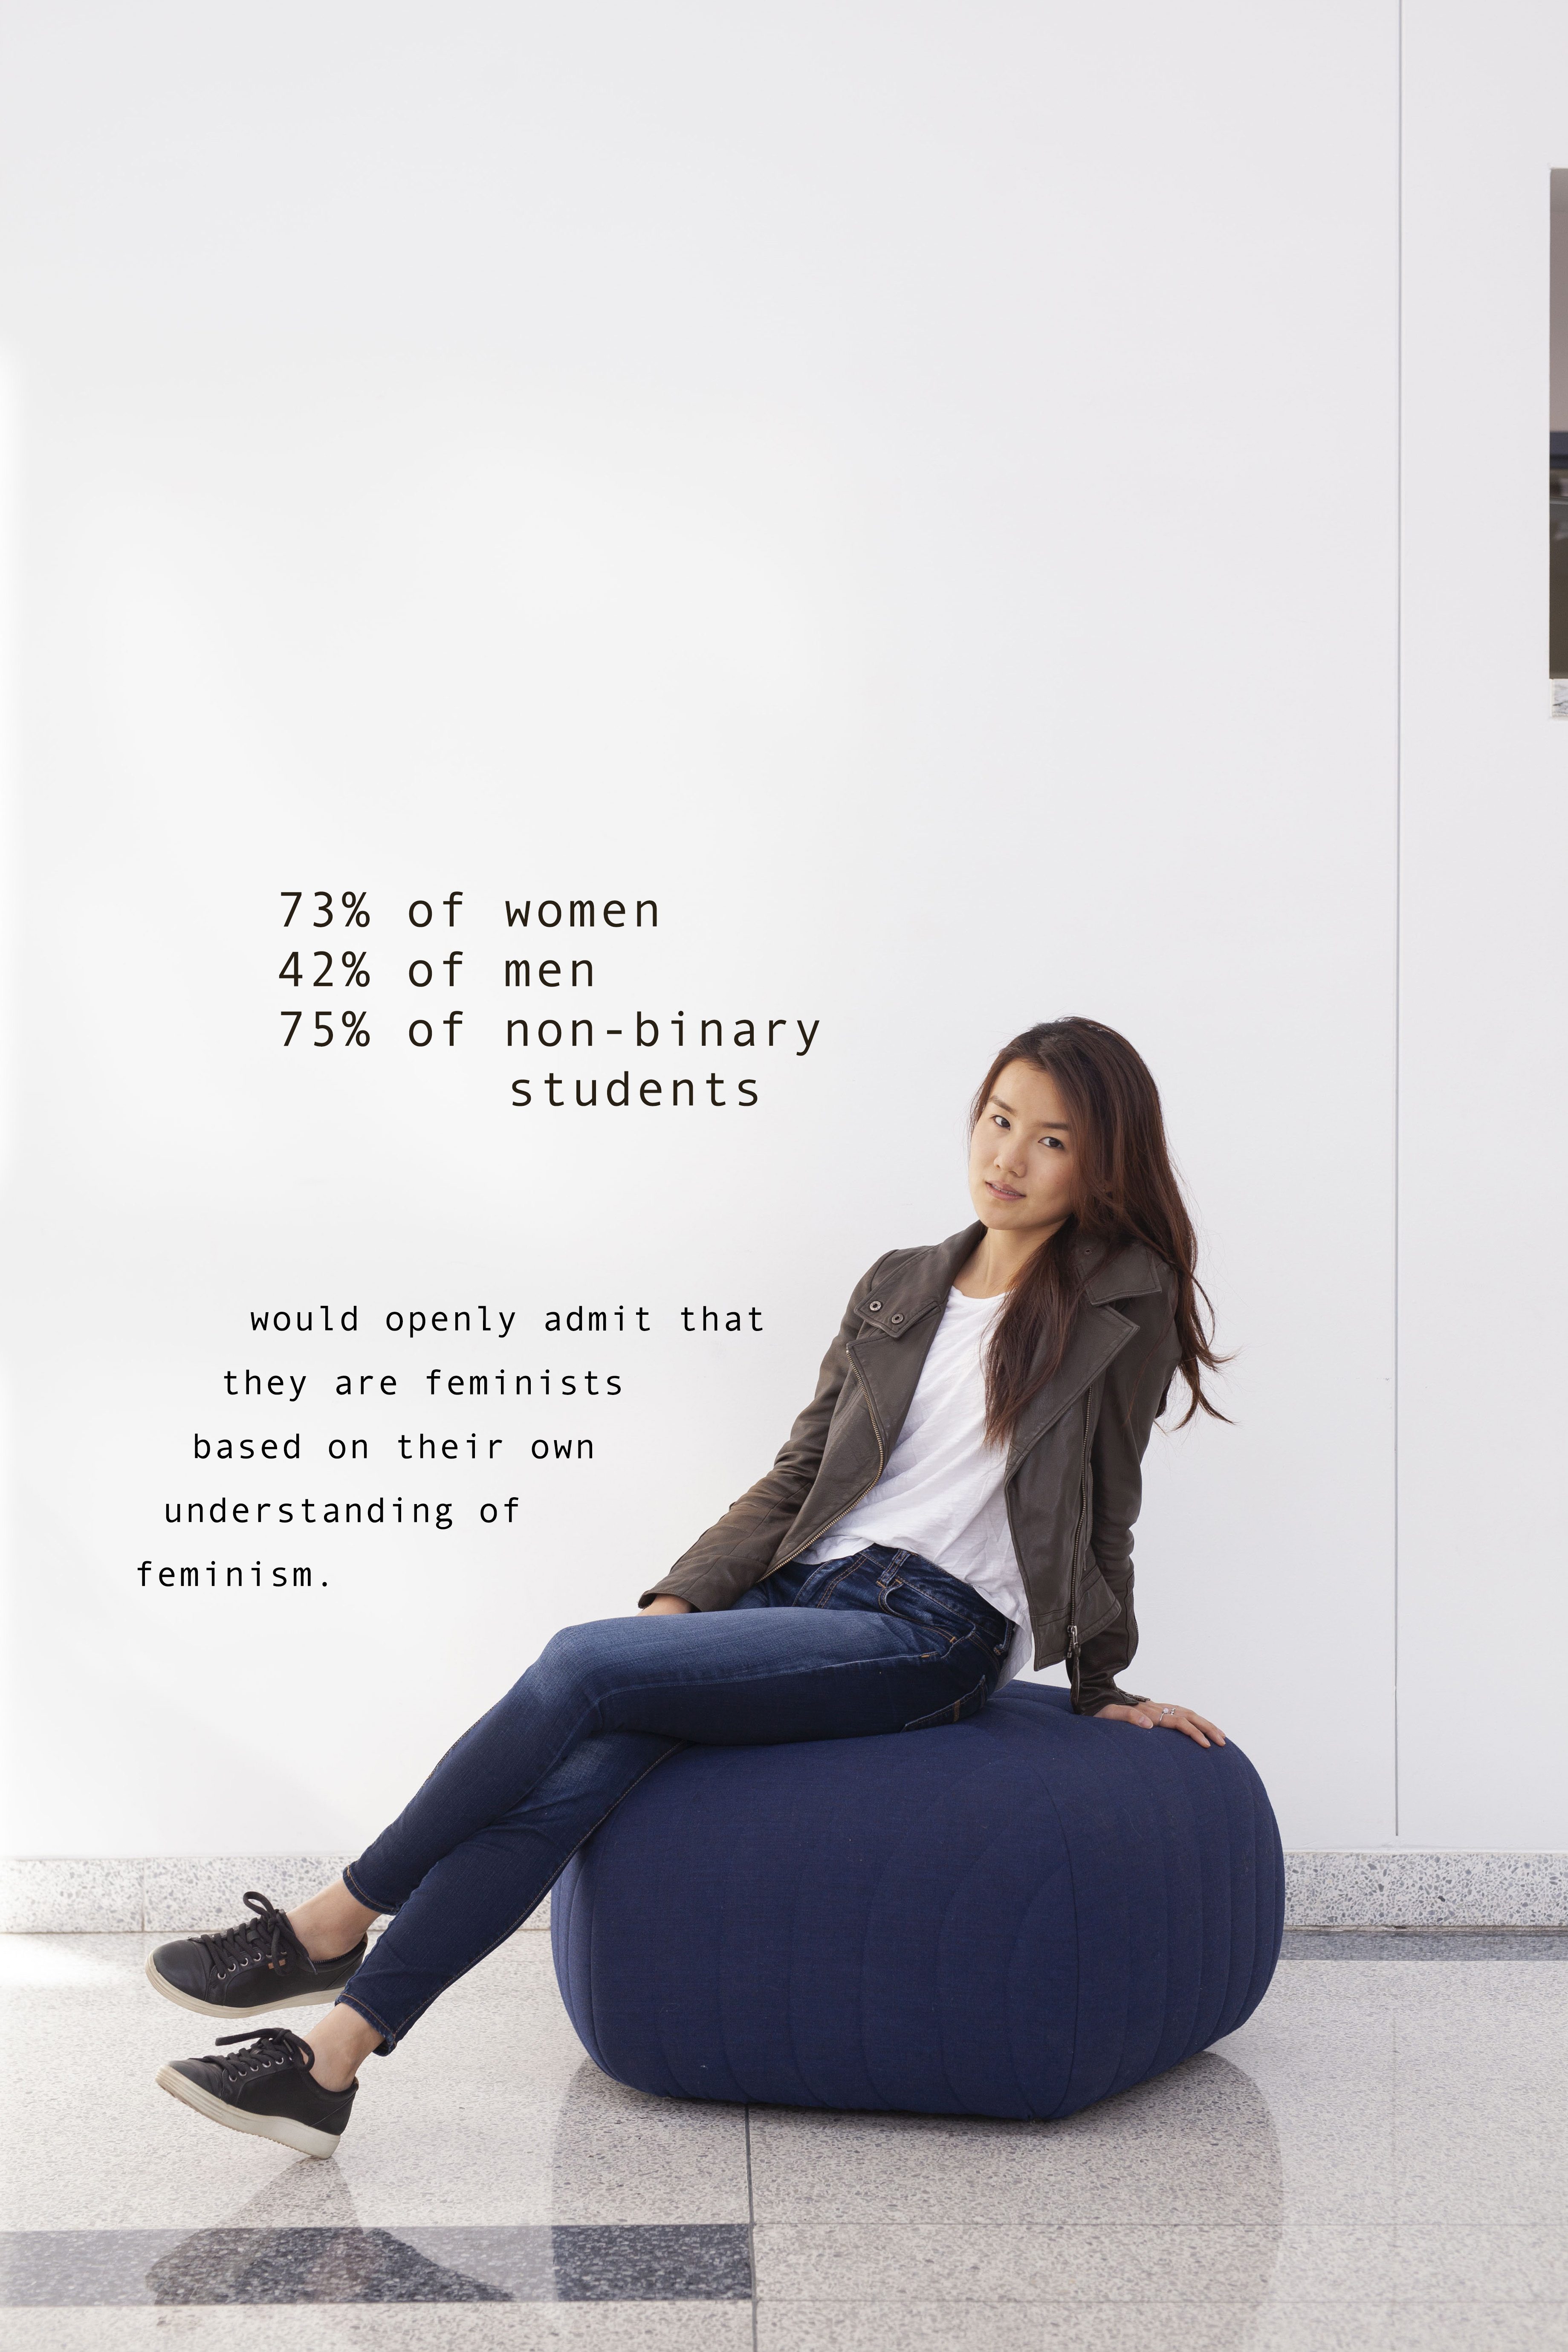 73% of women
42% of men
75% of non-binary
students
would openly admit that
they are feminists
based on their own
understanding of
feminism.